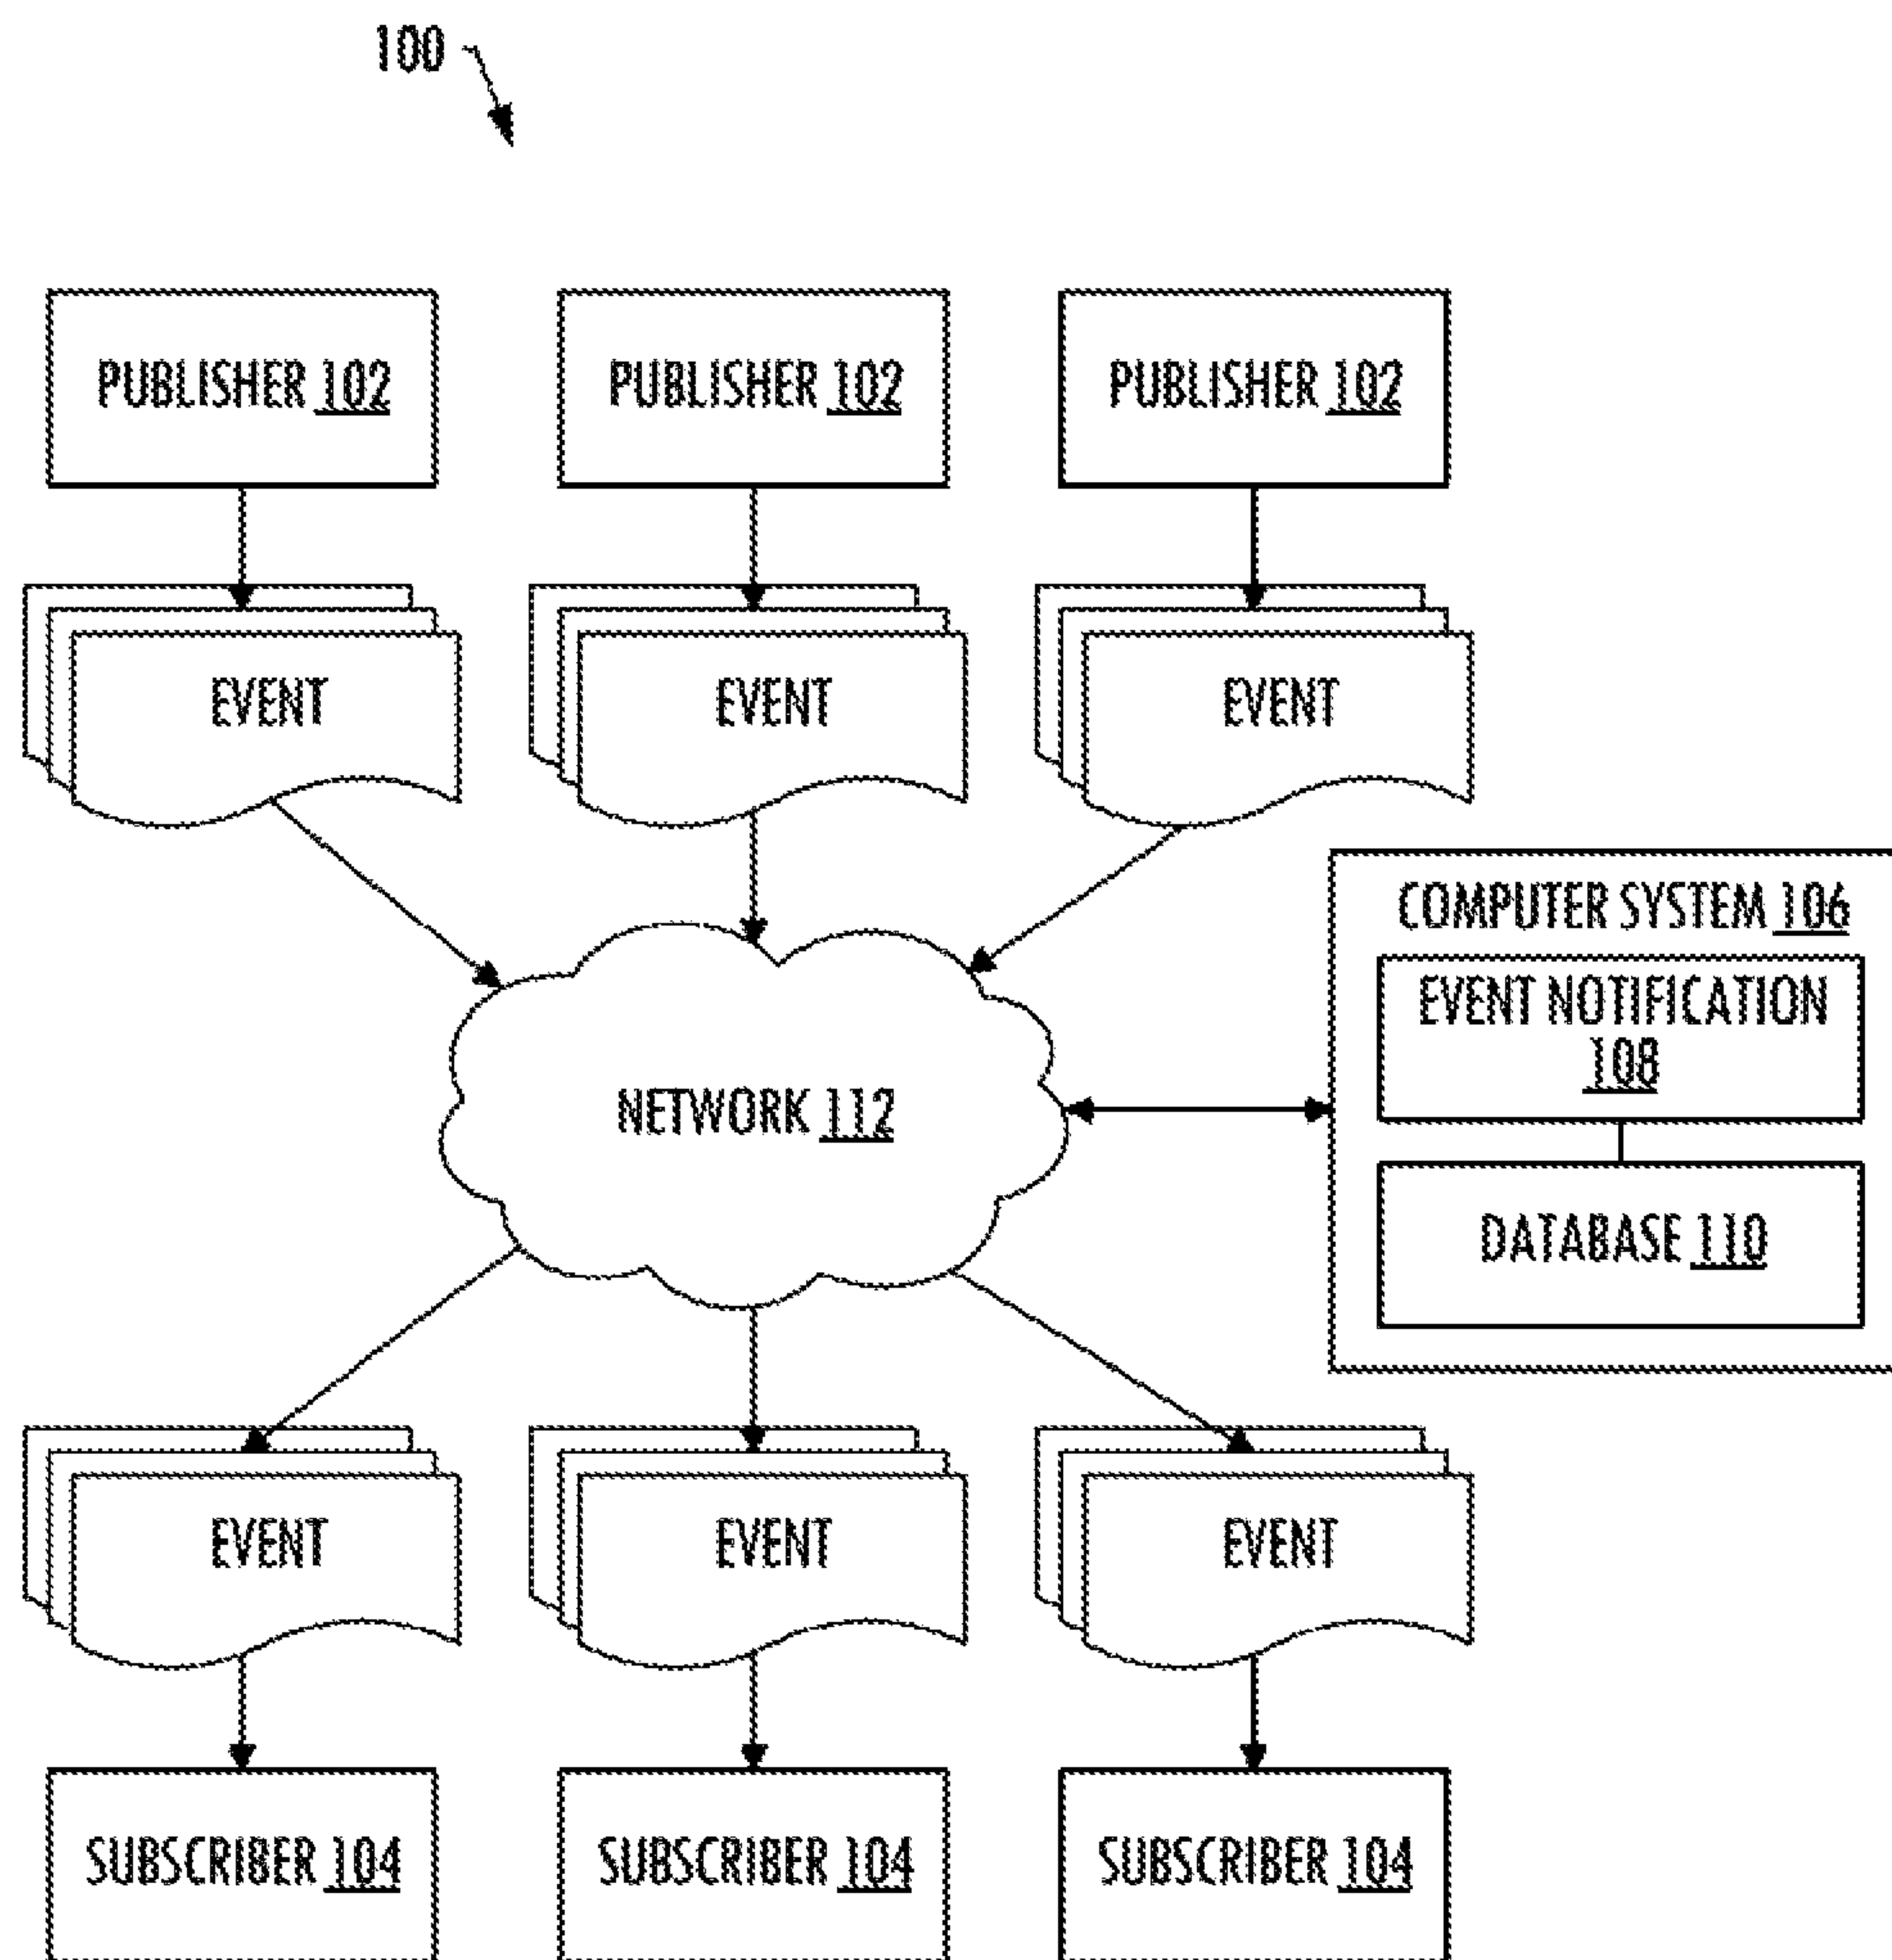 100
PUBLISHER 102
PUBLISHER 102
PUBLISHER 102
EVENT
EVENT
EVENT
COMPUTER SYSTEM 106
EVENT NOTIFICATION
108
NETWORK 112
DATABASE 110
EVENT
EVENT
EVENT
SUBSCRIBER 104
SUBSCRIBER 104
SUBSCRIBER 104